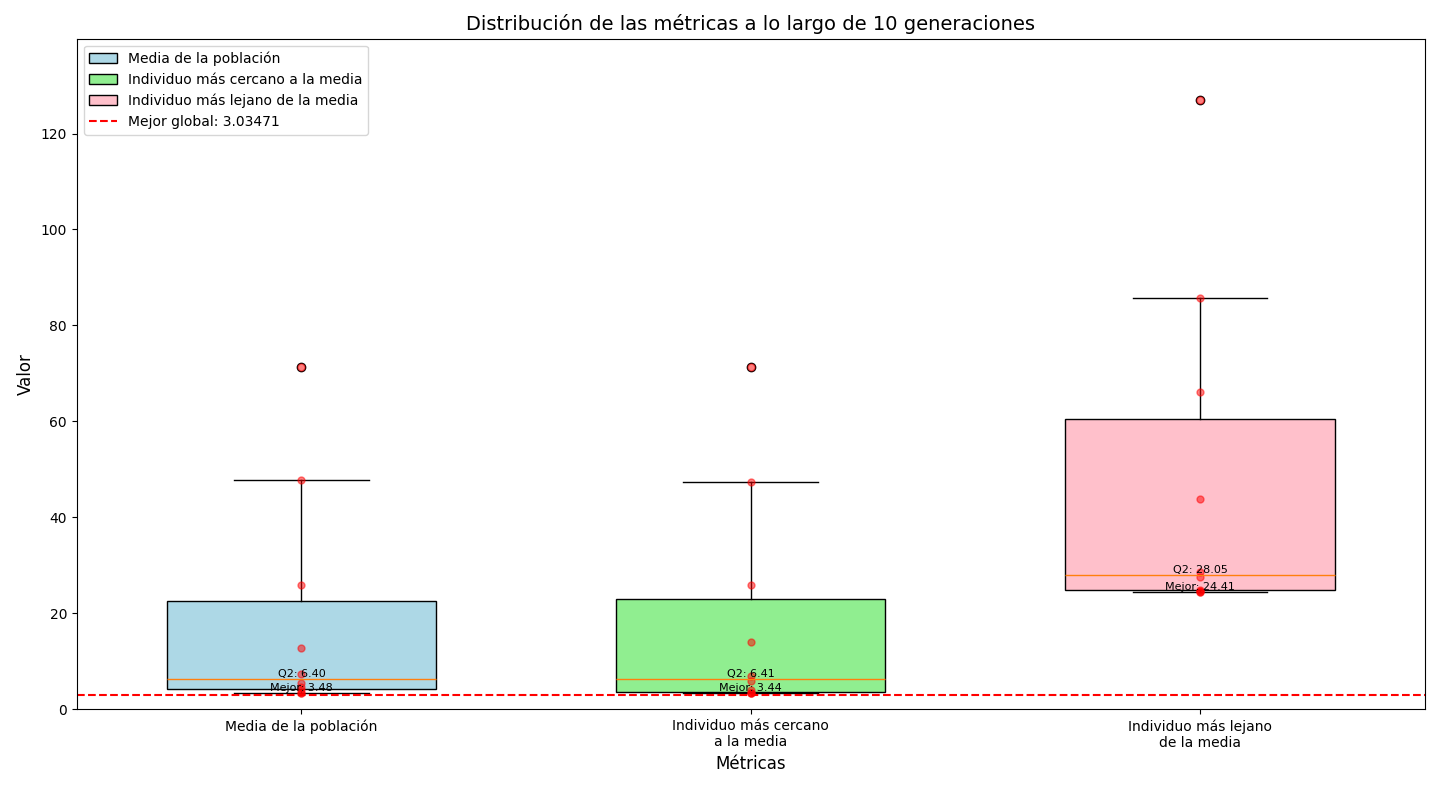 Distribución de las métricas a lo largo de 10 generaciones
Media de la población
Individuo más cercano a la media
Individuo más lejano de la media
Mejor global: 3.03471
Valor
120
100
80
60
40
20
0
Q2: 6.40
Mejor: 3.48
Q2: 6.41
Mejor: 3.44
Q2: 28.05
Mejor: 24.41
Media de la población
Individuo más cercano
a la media
Individuo más lejano
de la media
Métricas